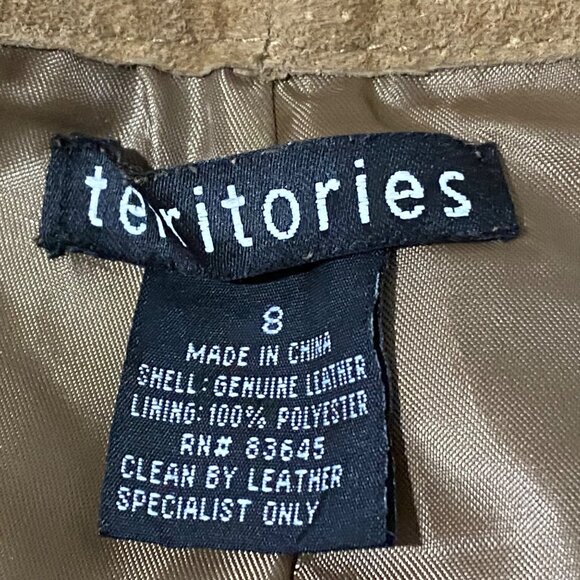 territories
8
MADE IN CHINA
SHELL: GENUINE LEATHER
LINING: 100% POLYESTER
RN# 83645
CLEAN BY LEATHER
SPECIALIST ONLY